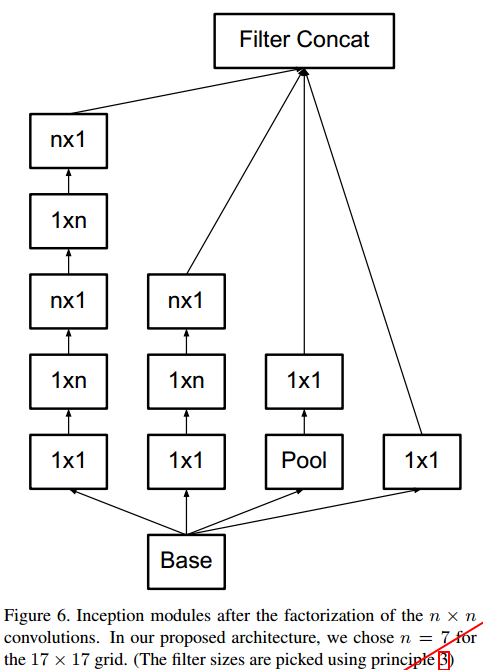 Filter Concat
nx1
1xn
nx1
nx1
1xn
1xn
1x1
1x1
1x1
Pool
1x1
Base
Figure 6. Inception modules after the factorization of the n × n
convolutions. In our proposed architecture, we chose n = 7 for
the 17 × 17 grid. (The filter sizes are picked using principle 3)